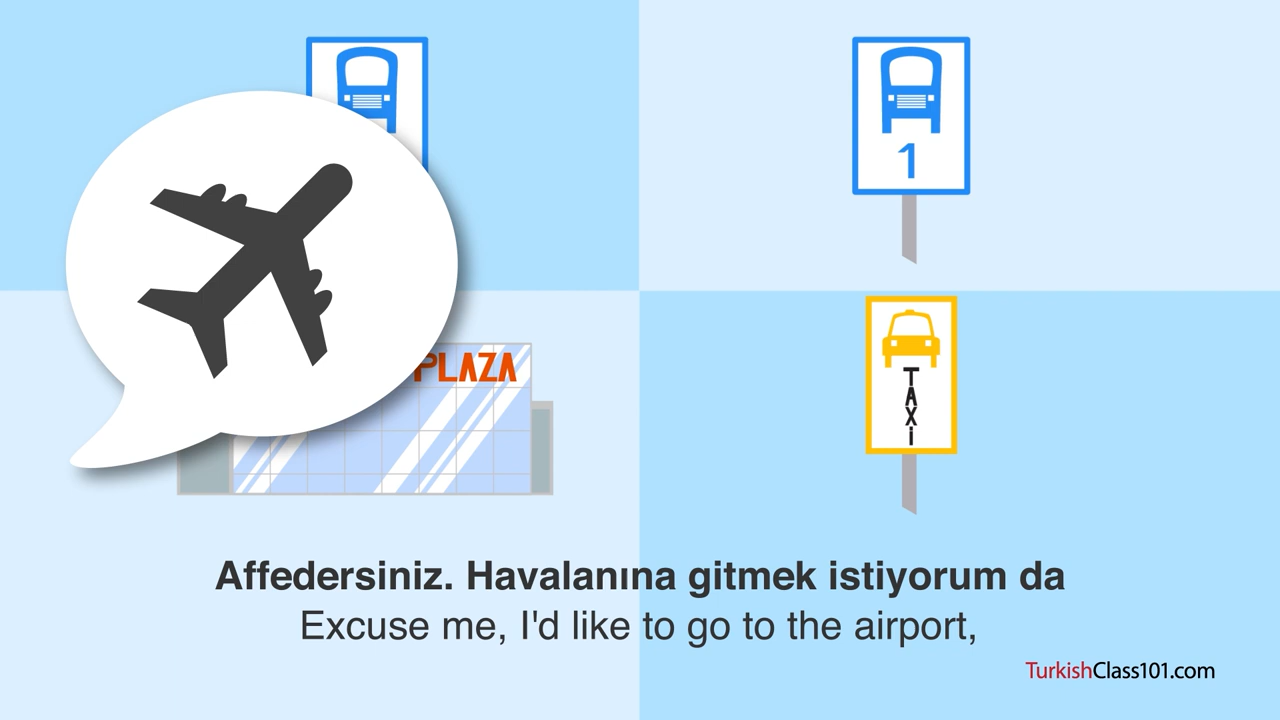 1
PLAZA
TAXi
Affedersiniz. Havalanına gitmek istiyorum da
Excuse me, I'd like to go to the airport,
TurkishClass101.com